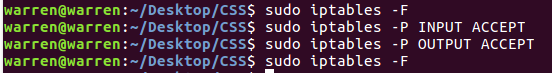 warren@warren:~/Desktop/CSS$ sudo iptables -F
warren@warren:~/Desktop/CSS$ sudo iptables -P INPUT ACCEPT
warren@warren:~/Desktop/CSS$ sudo iptables -P OUTPUT ACCEPT
warren@warren:~/Desktop/CSS$ sudo iptables -F